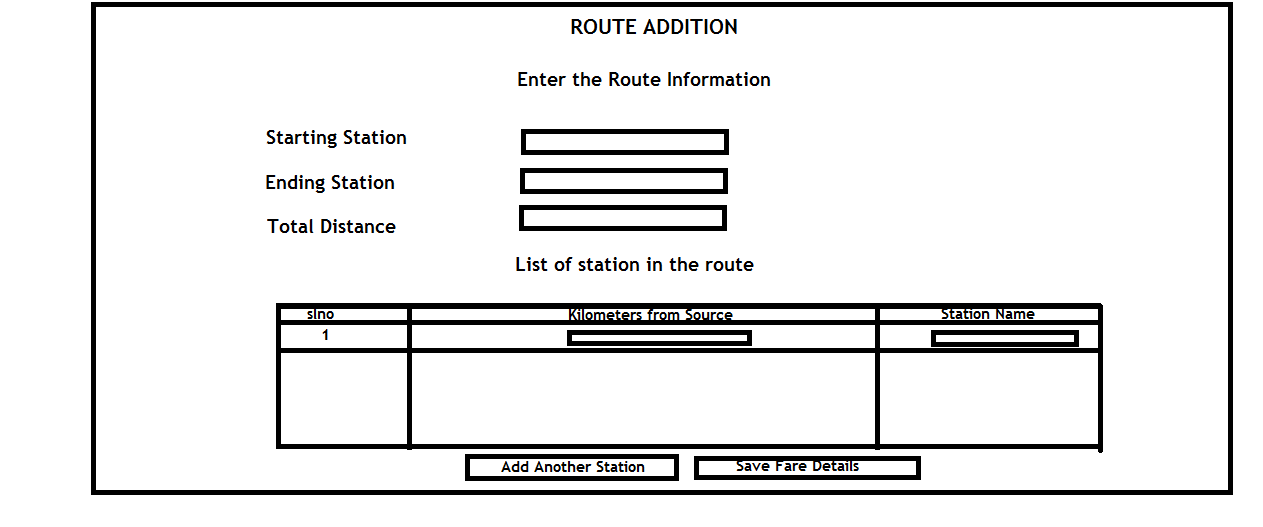 ROUTE ADDITION
Enter the Route Information
Starting Station
Ending Station
Total Distance
List of station in the route
slno Kilometers from Source Station Name
1
Add Another Station Save Fare Details